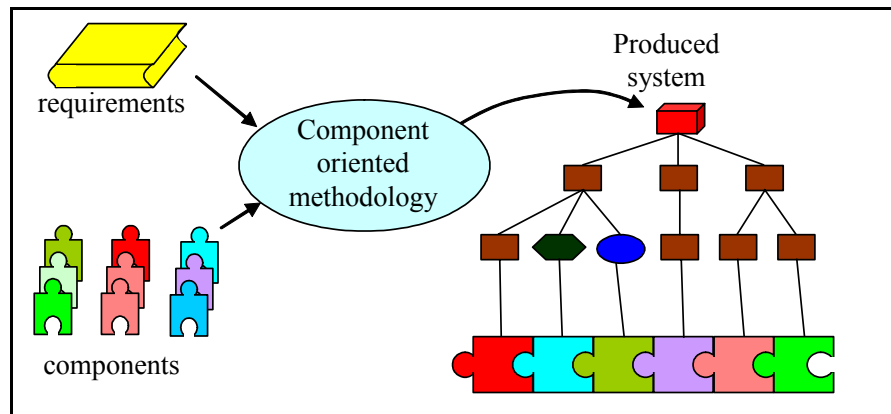 requirements
components
Component
oriented
methodology
Produced
system